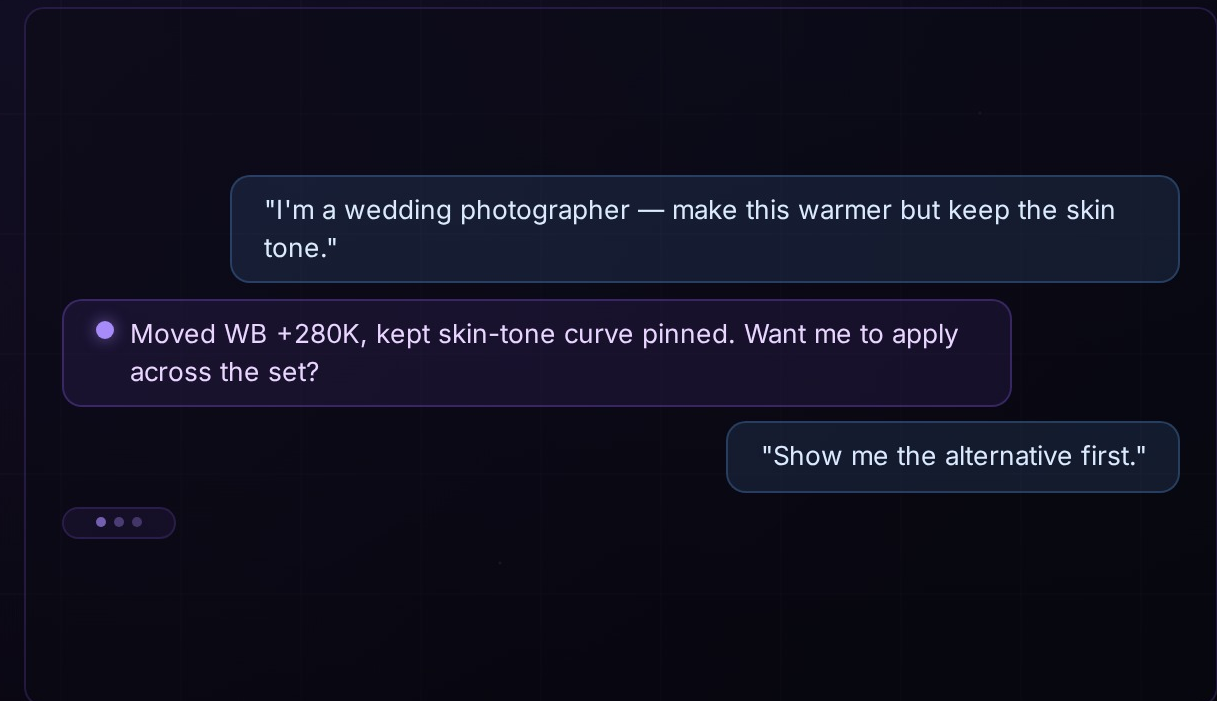 "I'm a wedding photographer — make this warmer but keep the skin
tone."
Moved WB +280K, kept skin-tone curve pinned. Want me to apply
across the set?
"Show me the alternative first."